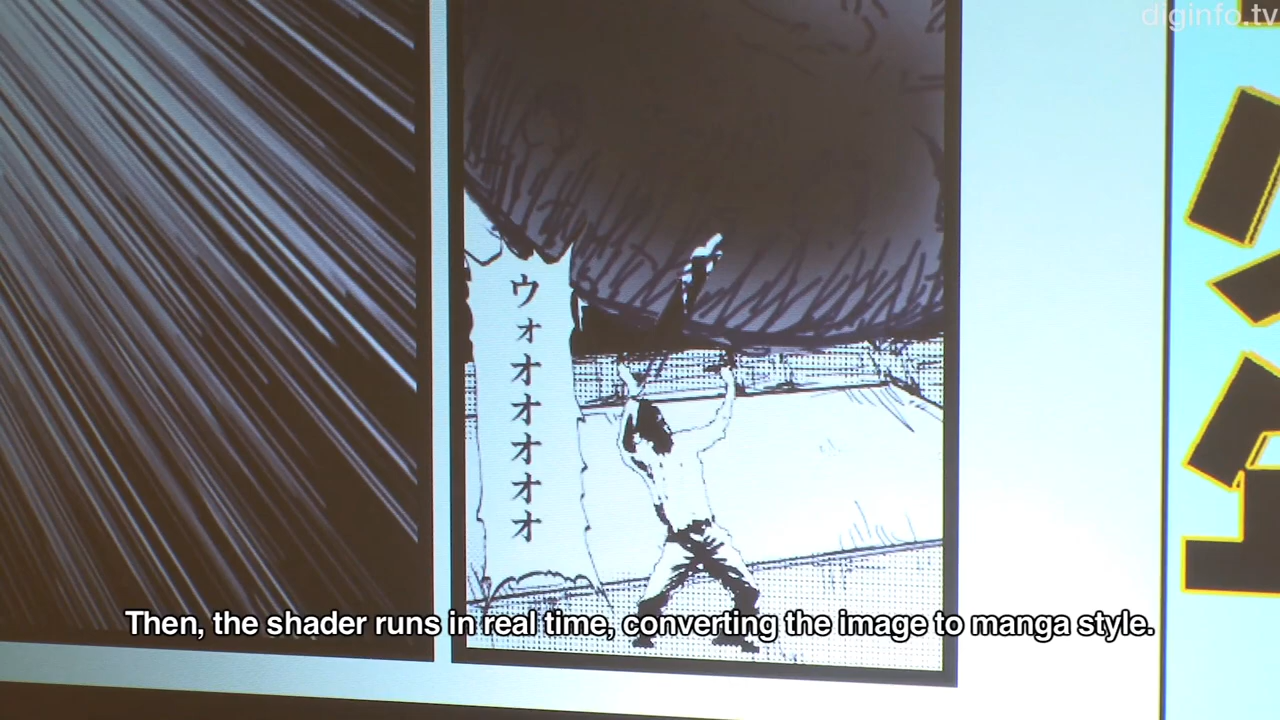 diginfo.tv
ウォオオオオオ
Then, the shader runs in real time, converting the image to manga style.